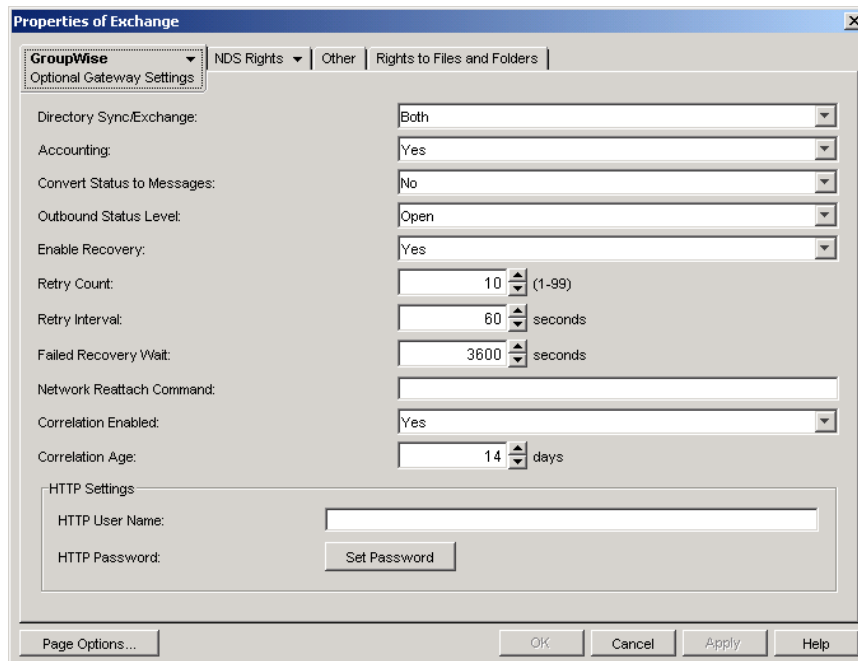 Properties of Exchange
GroupWise NDS Rights Other Rights to Files and Folders
Optional Gateway Settings
Directory Sync/Exchange: Both
Accounting: Yes
Convert Status to Messages: No
Outbound Status Level: Open
Enable Recovery: Yes
Retry Count: 10 (1-99)
Retry Interval: 60 seconds
Failed Recovery Wait: 3600 seconds
Network Reattach Command:
Correlation Enabled: Yes
Correlation Age: 14 days
HTTP Settings
HTTP User Name:
HTTP Password: Set Password
Page Options... OK Cancel Apply Help